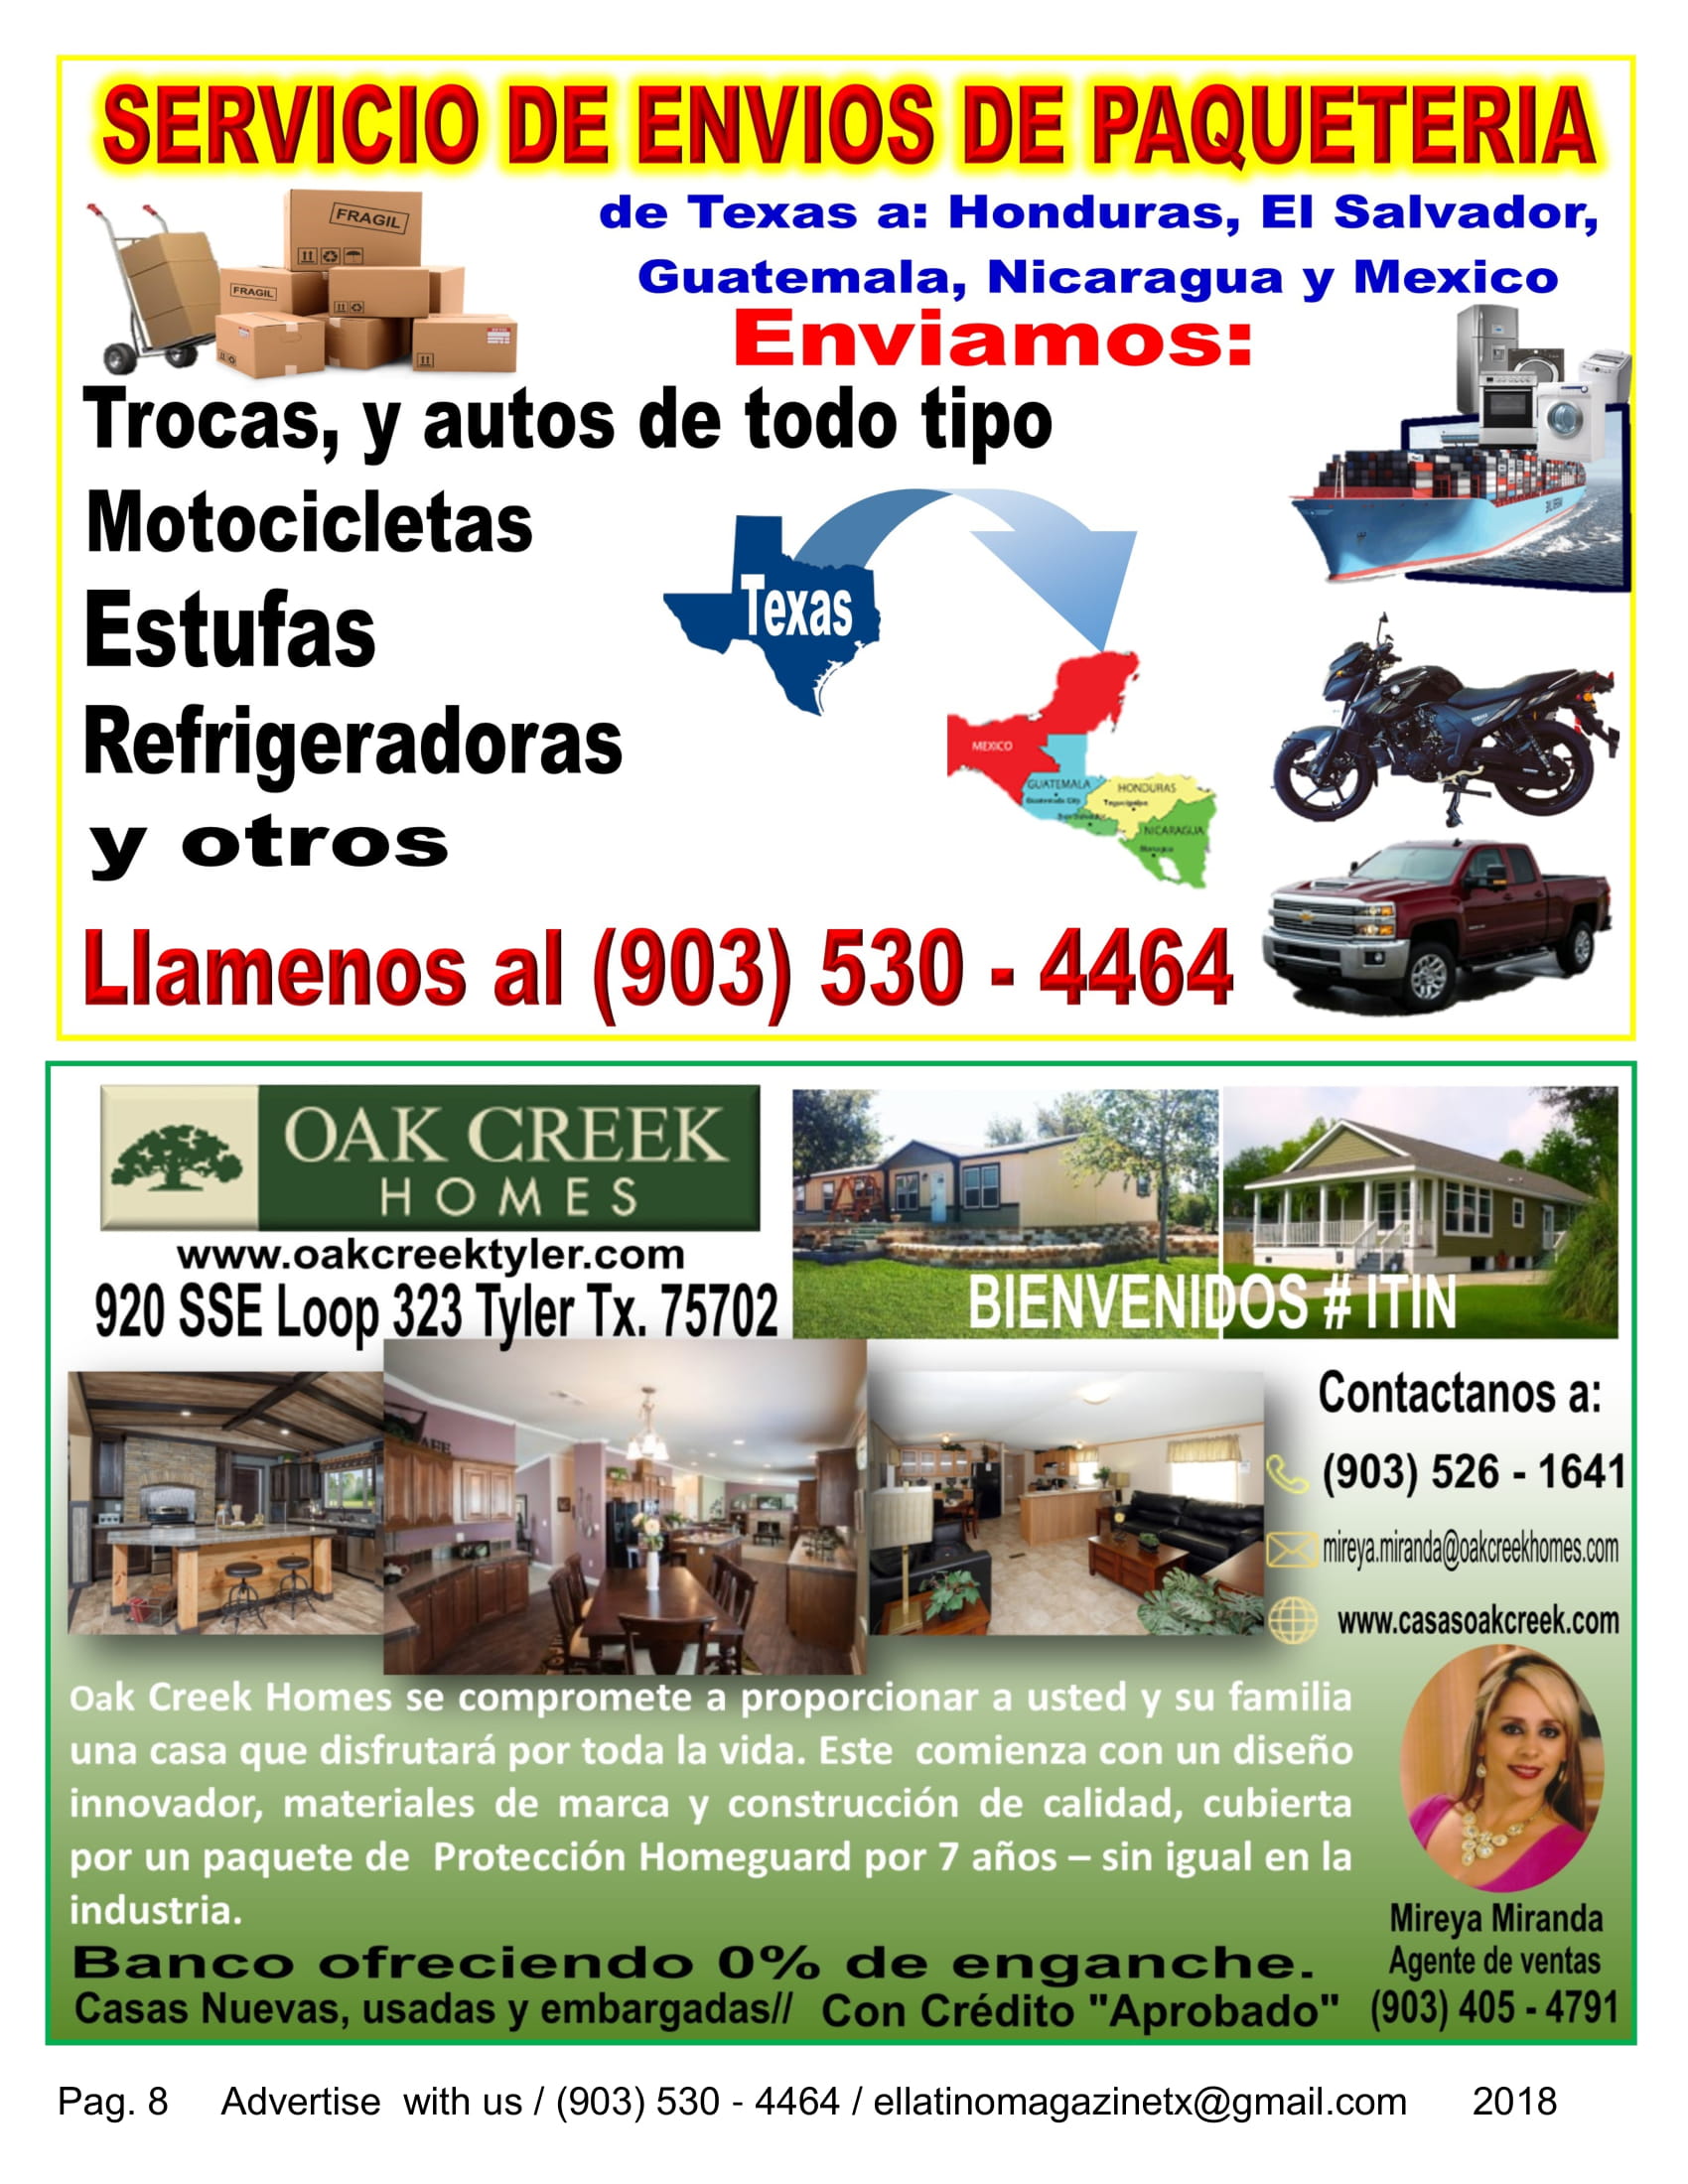 SERVICIO DE ENVIOS DE PAQUETERIA
de Texas a: Honduras, El Salvador,
Guatemala, Nicaragua y Mexico
Enviamos:
FRAGIL
FRAGIL
Trocas, y autos de todo tipo
Motocicletas
Estufas
Refrigeradoras
y otros
Texas
MEXICO
GUATEMALA
Guatemala City
HONDURAS
Tegucigalpa
San Salvador
NICARAGUA
Managua
Llamenos al (903) 530 - 4464
OAK CREEK
HOMES
www.oakcreektyler.com
920 SSE Loop 323 Tyler Tx. 75702
BIENVENIDOS # ITIN
Contactanos a:
(903) 526 - 1641
mireya.miranda@oakcreekhomes.com
www.casasoakcreek.com
Oak Creek Homes se compromete a proporcionar a usted y su familia
una casa que disfrutará por toda la vida. Este comienza con un diseño
innovador, materiales de marca y construcción de calidad, cubierta
por un paquete de Protección Homeguard por 7 años – sin igual en la
industria.
Banco ofreciendo 0% de enganche.
Casas Nuevas, usadas y embargadas// Con Crédito "Aprobado"
Mireya Miranda
Agente de ventas
(903) 405 - 4791
Pag. 8 Advertise with us / (903) 530 - 4464 / ellatinomagazinetx@gmail.com 2018